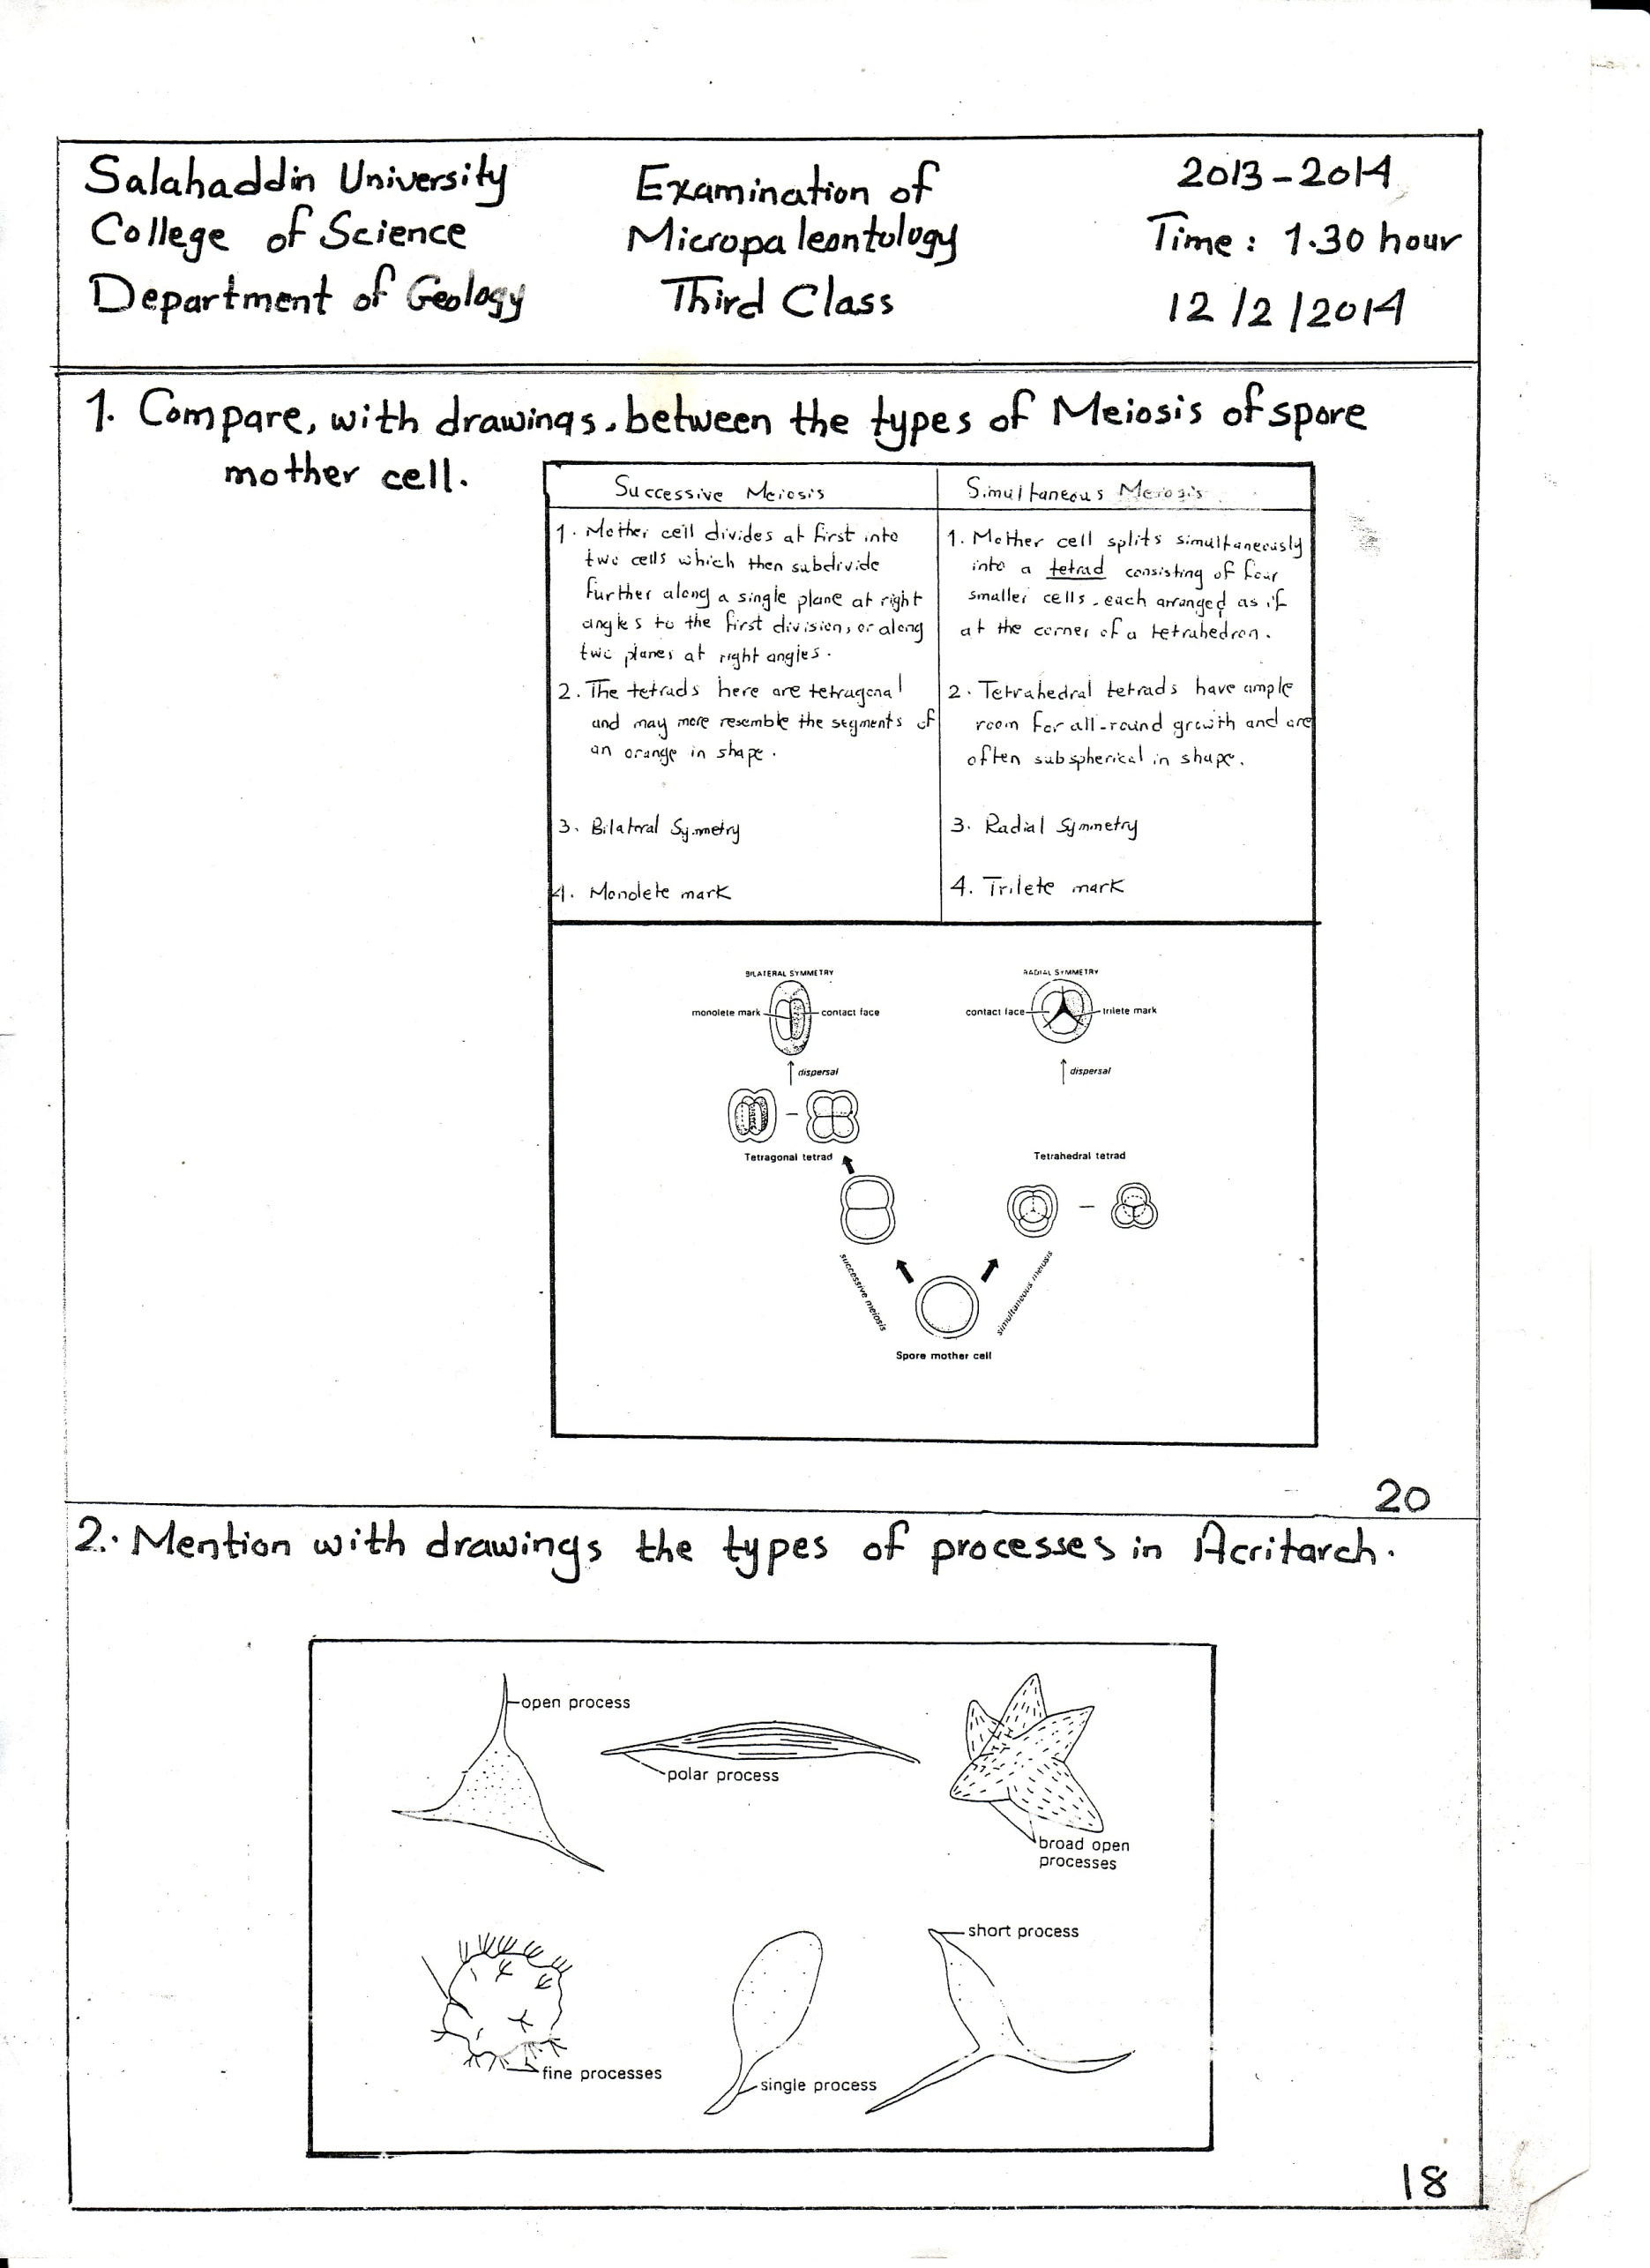 Salahaddin University
College of Science
Department of Geology
Examination of
Micropaleontology
Third Class
2013-2014
Time: 1.30 hour
12/2/2014
1. Compare, with drawings, between the types of Meiosis of spore
mother cell.
Successive Meiosis
1. Mother cell divides at first into
two cells which then subdivide
further along a single plane at right
angles to the first division, or along
two planes at right angles.
2. The tetrads here are tetragonal
and may more resemble the segments of
an orange in shape.
3. Bilateral Symmetry
4. Monolete mark
Simultaneous Meiosis
1. Mother cell splits simultaneously
into a tetrad consisting of four
smaller cells, each arranged as if
at the corner of a tetrahedron.
2. Tetrahedral tetrads have ample
room for all-round growth and are
often subspherical in shape.
3. Radial Symmetry
4. Trilete mark
BILATERAL SYMMETRY
monolete mark
contact face
dispersal
Tetragonal tetrad
RADIAL SYMMETRY
contact face
trilete mark
dispersal
Tetrahedral tetrad
successive meiosis
simultaneous meiosis
Spore mother cell
20
2. Mention with drawings the types of processes in Acritarch.
open process
polar process
broad open
processes
fine processes
single process
short process
18